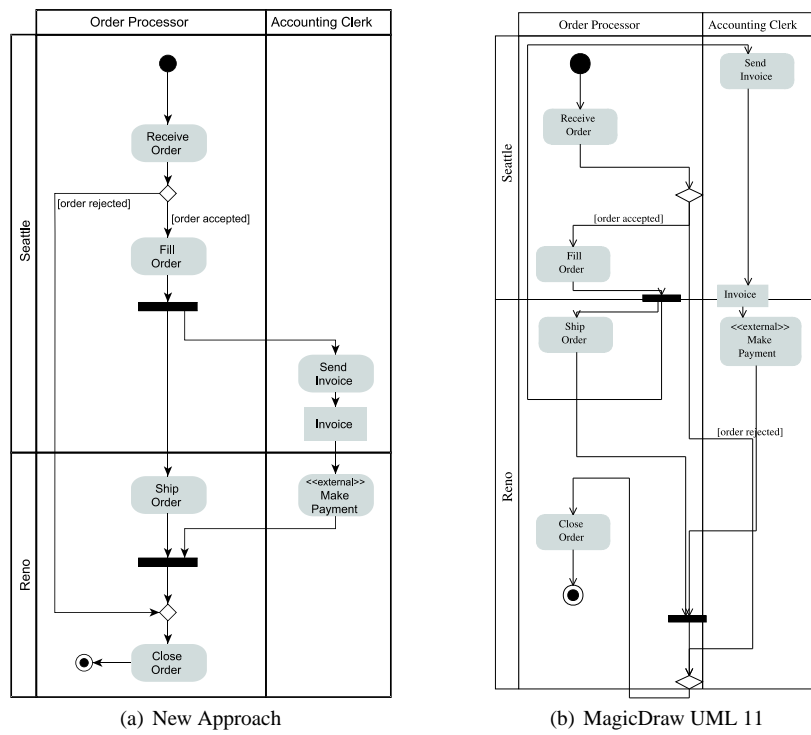 Order Processor
Accounting Clerk
Seattle
Receive
Order
[order rejected]
[order accepted]
Fill
Order
Send
Invoice
Invoice
Reno
Ship
Order
<<external>>
Make
Payment
Close
Order
(a) New Approach
Order Processor
Accounting Clerk
Seattle
Send
Invoice
Receive
Order
[order accepted]
Fill
Order
Invoice
Reno
Ship
Order
<<external>>
Make
Payment
[order rejected]
Close
Order
(b) MagicDraw UML 11